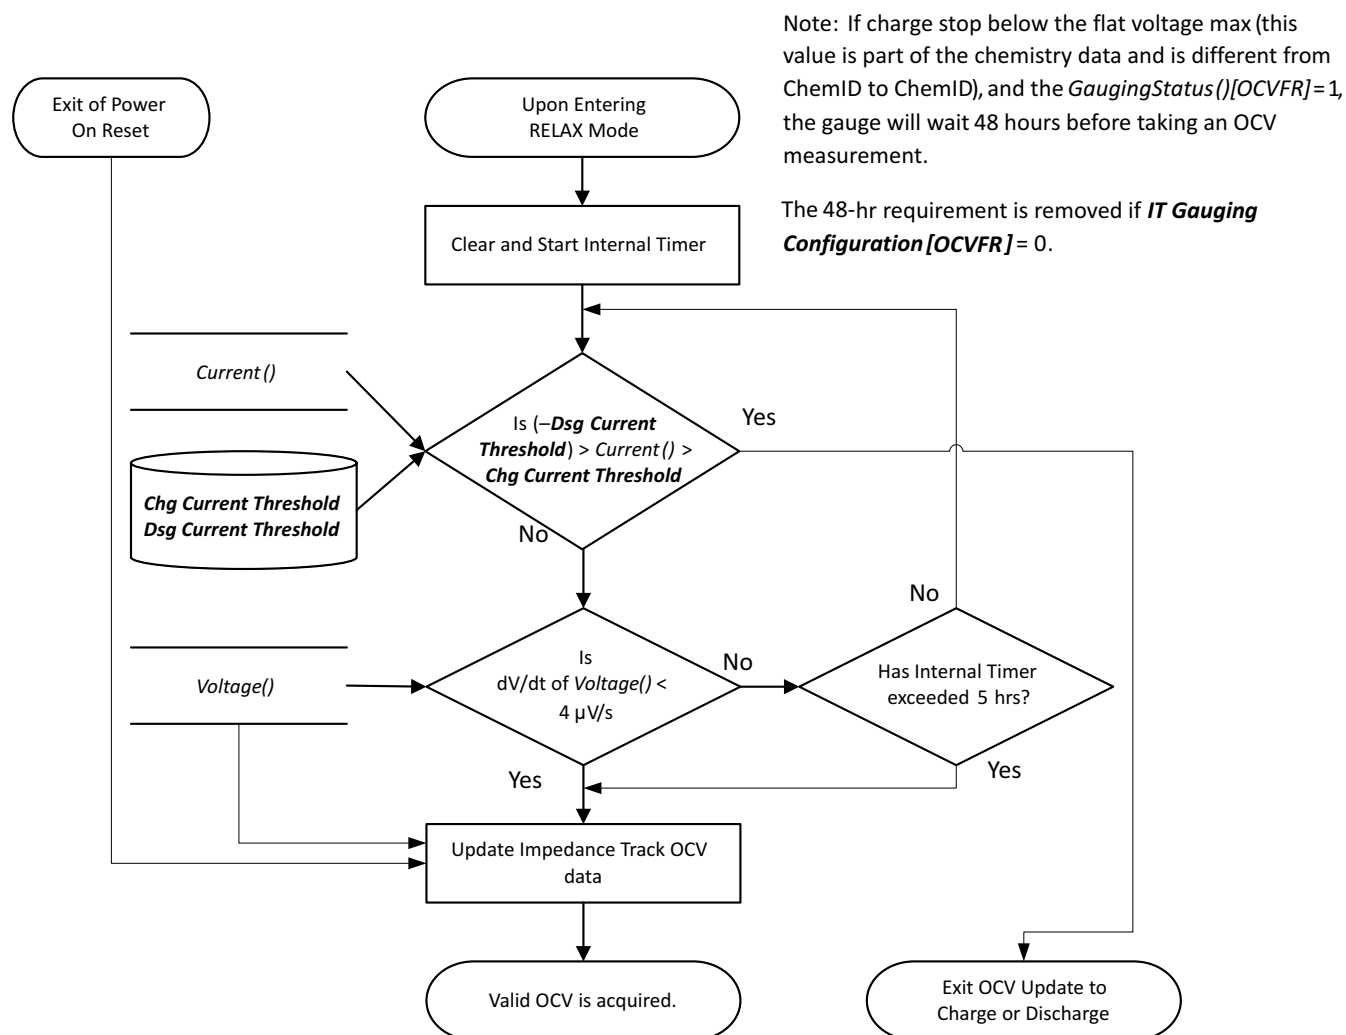 Note: If charge stop below the flat voltage max (this
value is part of the chemistry data and is different from
ChemID to ChemID), and the GaugingStatus()[OCVFR] = 1,
the gauge will wait 48 hours before taking an OCV
measurement.
The 48-hr requirement is removed if IT Gauging
Configuration [OCVFR] = 0.
Exit of Power
On Reset
Upon Entering
RELAX Mode
Clear and Start Internal Timer
Current ()
Chg Current Threshold
Dsg Current Threshold
Is (–Dsg Current
Threshold) > Current () >
Chg Current Threshold
Yes
No
Voltage()
Is
dV/dt of Voltage() <
4 µV/s
No
Yes
Has Internal Timer
exceeded 5 hrs?
No
Yes
Update Impedance Track OCV
data
Valid OCV is acquired.
Exit OCV Update to
Charge or Discharge